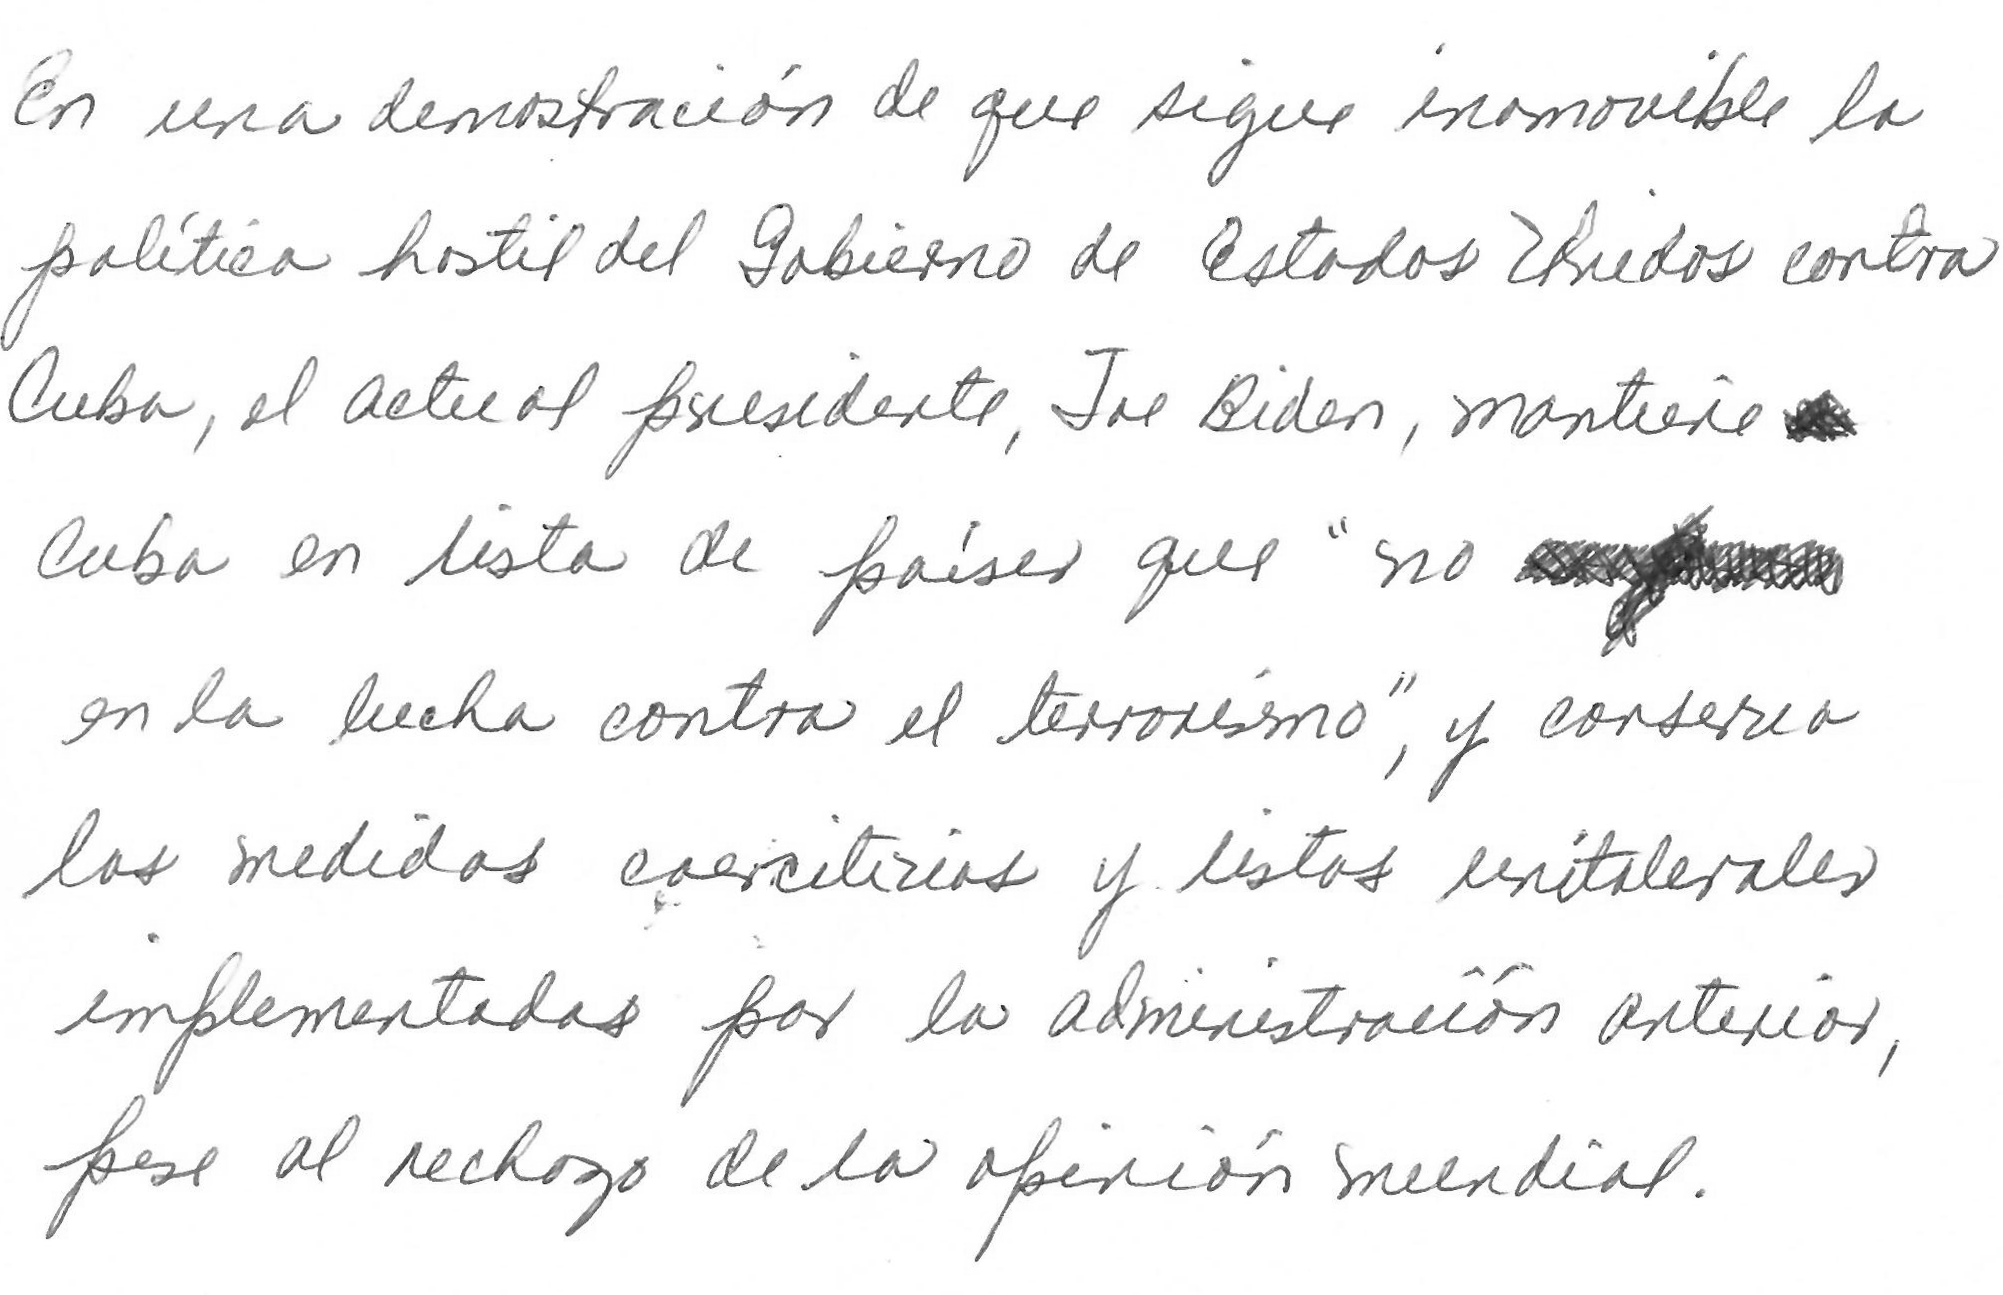 En una demostración de que sigue inamovible la
política hostil del Gobierno de Estados Unidos contra
Cuba, el actual presidente, Joe Biden, mantiene
Cuba en lista de países que "no
en la lucha contra el terrorismo", y conserva
las medidas coercitivas y listas unitalerales
implementadas por la administración anterior,
pese al rechazo de la opinión mundial.